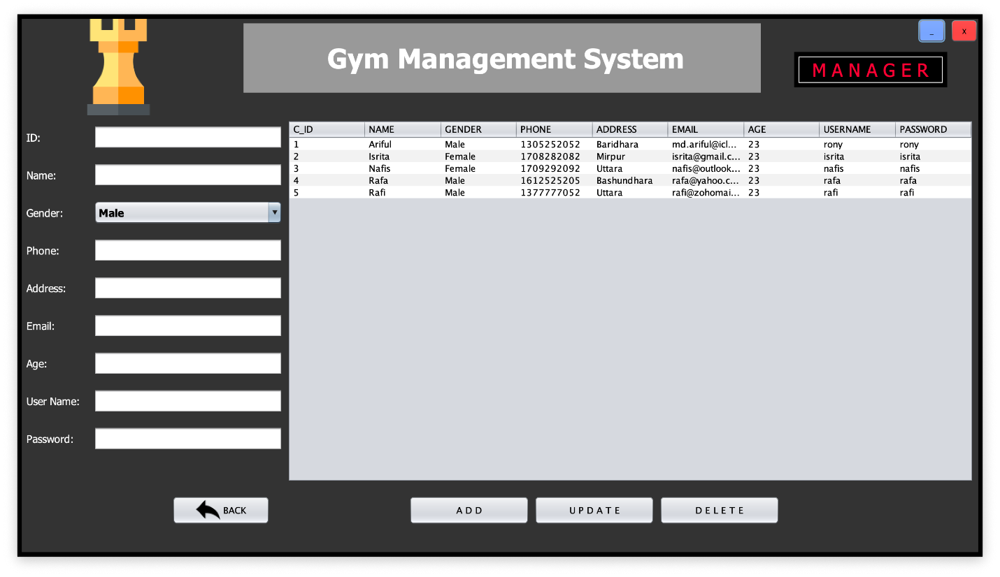 _ x
Gym Management System
MANAGER
C_ID NAME GENDER PHONE ADDRESS EMAIL AGE USERNAME PASSWORD
1 Ariful Male 1305252052 Baridhara md.ariful@icl... 23 rony rony
2 Isrita Female 1708282082 Mirpur isrita@gmail.c... 23 isrita isrita
3 Nafis Female 1709292092 Uttara nafis@outlook... 23 nafis nafis
4 Rafa Male 1612525205 Bashundhara rafa@yahoo.c... 23 rafa rafa
5 Rafi Male 1377777052 Uttara rafi@zohomai... 23 rafi rafi
ID:
Name:
Gender: Male
Phone:
Address:
Email:
Age:
User Name:
Password:
BACK ADD UPDATE DELETE